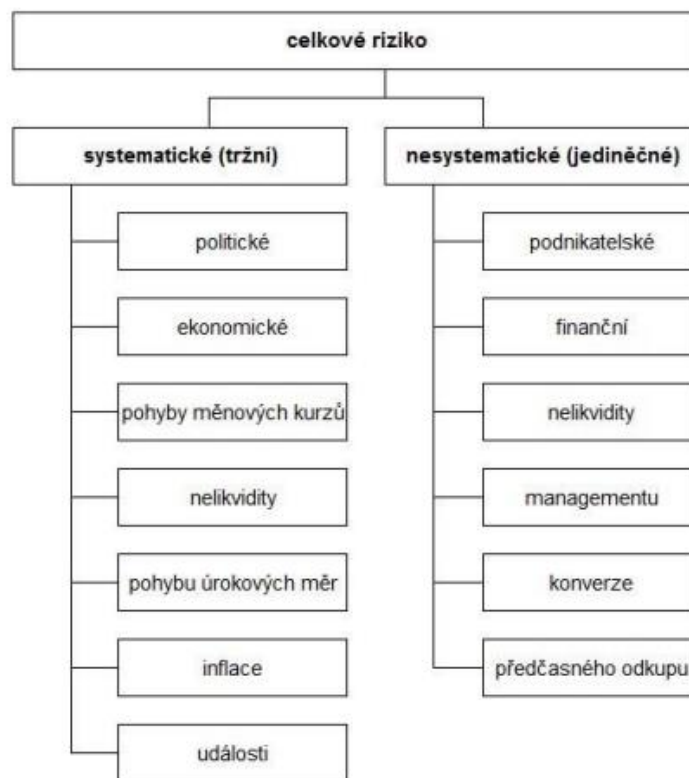 celkové riziko
systematické (tržní)
nesystematické (jediněčné)
politické
ekonomické
pohyby měnových kurzů
nelikvidity
pohybu úrokových měr
inflace
události
podnikatelské
finanční
nelikvidity
managementu
konverze
předčasného odkupu